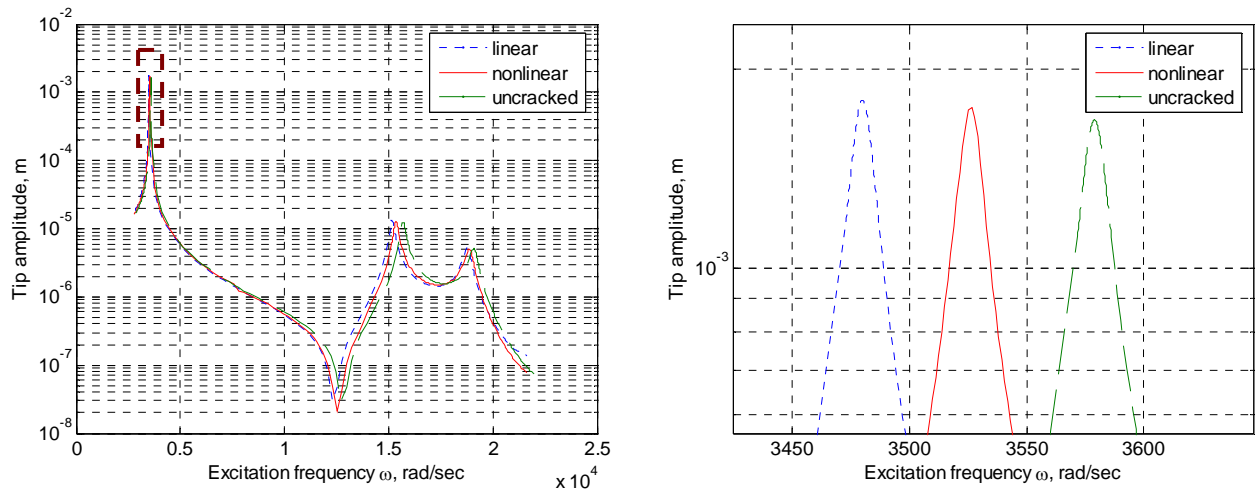 10^-2
10^-3
10^-4
10^-5
10^-6
10^-7
10^-8
Tip amplitude, m
linear
nonlinear
uncracked
0 0.5 1 1.5 2 2.5
x 10^4
Excitation frequency ω, rad/sec
10^-3
Tip amplitude, m
linear
nonlinear
uncracked
3450 3500 3550 3600
Excitation frequency ω, rad/sec